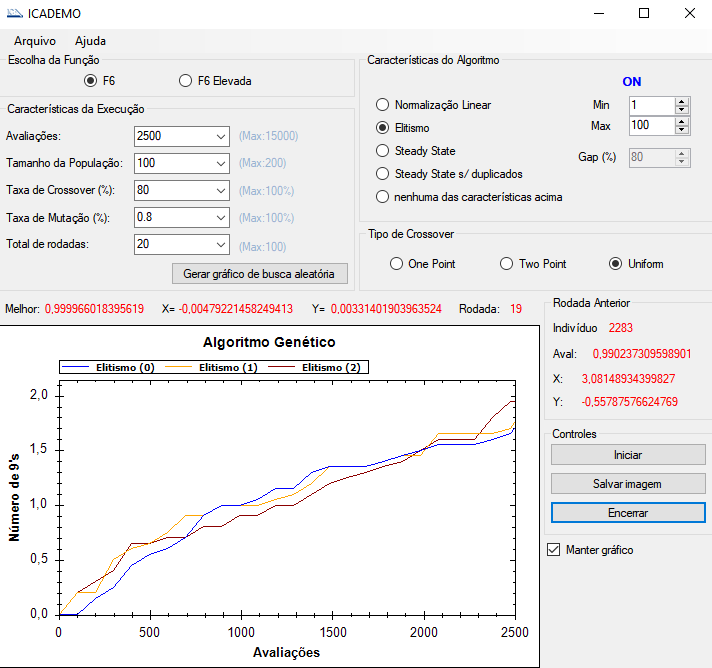 ICADEMO
Arquivo Ajuda
Escolha da Função
F6 F6 Elevada
Características da Execução
Avaliações: 2500 (Max:15000)
Tamanho da População: 100 (Max:200)
Taxa de Crossover (%): 80 (Max:100%)
Taxa de Mutação (%): 0.8 (Max:100%)
Total de rodadas: 20 (Max:100)
Gerar gráfico de busca aleatória
Características do Algoritmo
ON
Normalização Linear Min 1
Elitismo Max 100
Steady State Gap (%) 80
Steady State s/ duplicados
nenhuma das características acima
Tipo de Crossover
One Point Two Point Uniform
Melhor: 0,999966018395619 X= -0,00479221458249413 Y= 0,00331401903963524 Rodada: 19
Algoritmo Genético
Elitismo (0) Elitismo (1) Elitismo (2)
Número de 9's
2,0
1,5
1,0
0,5
0,0
0 500 1000 1500 2000 2500
Avaliações
Rodada Anterior
Indivíduo 2283
Aval: 0,990237309598901
X: 3,08148934399827
Y: -0,55787576624769
Controles
Iniciar
Salvar imagem
Encerrar
Manter gráfico